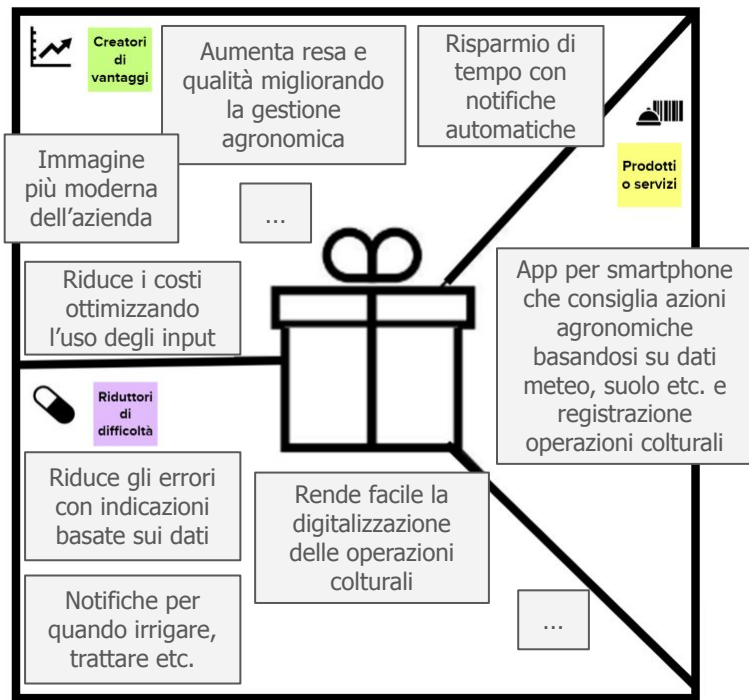 Creatori
di
vantaggi
Aumenta resa e
qualità migliorando
la gestione
agronomica
Risparmio di
tempo con
notifiche
automatiche
Prodotti
o servizi
Immagine
più moderna
dell’azienda
...
Riduce i costi
ottimizzando
l’uso degli input
App per smartphone
che consiglia azioni
agronomiche
basandosi su dati
meteo, suolo etc. e
registrazione
operazioni colturali
Riduttori
di
difficoltà
Riduce gli errori
con indicazioni
basate sui dati
Rende facile la
digitalizzazione
delle operazioni
colturali
Notifiche per
quando irrigare,
trattare etc.
...